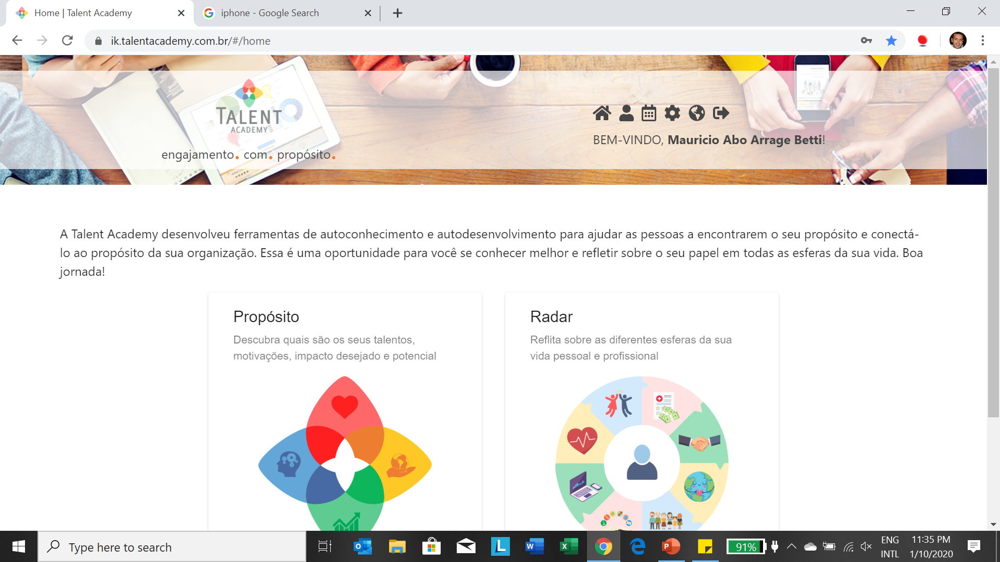 Home | Talent Academy
iphone - Google Search
ik.talentacademy.com.br/#/home
TALENT
ACADEMY
engajamento. com. propósito.
BEM-VINDO, Mauricio Abo Arrage Betti!
A Talent Academy desenvolveu ferramentas de autoconhecimento e autodesenvolvimento para ajudar as pessoas a encontrarem o seu propósito e conectá-
lo ao propósito da sua organização. Essa é uma oportunidade para você se conhecer melhor e refletir sobre o seu papel em todas as esferas da sua vida. Boa
jornada!
Propósito
Descubra quais são os seus talentos,
motivações, impacto desejado e potencial
Radar
Reflita sobre as diferentes esferas da sua
vida pessoal e profissional
Type here to search
91%
ENG
INTL
11:35 PM
1/10/2020